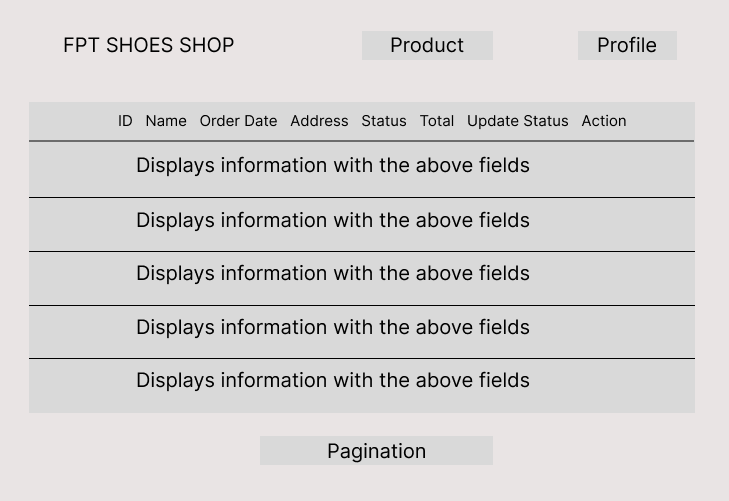 FPT SHOES SHOP Product Profile
ID Name Order Date Address Status Total Update Status Action
Displays information with the above fields
Displays information with the above fields
Displays information with the above fields
Displays information with the above fields
Displays information with the above fields
Pagination